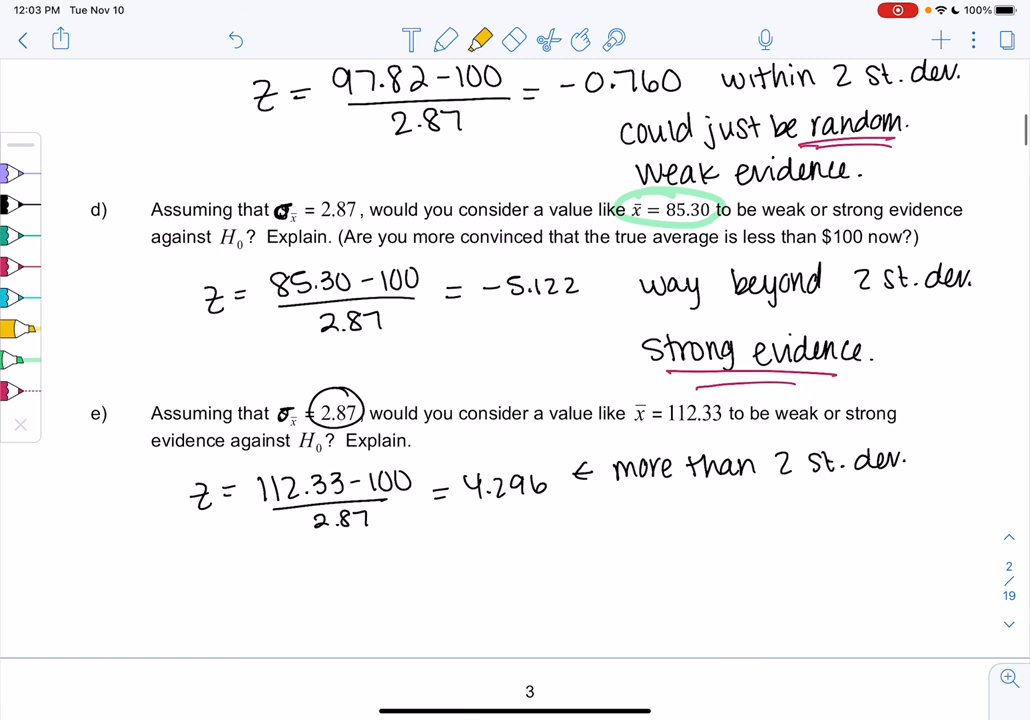 12:03 PM Tue Nov 10
100%
T
z = 97.82 - 100 / 2.87 = -0.760 within 2 st. dev.
could just be random.
weak evidence.
d) Assuming that σx̄ = 2.87, would you consider a value like x̄ = 85.30 to be weak or strong evidence
against H₀? Explain. (Are you more convinced that the true average is less than $100 now?)
z = 85.30 - 100 / 2.87 = -5.122 way beyond 2 st. dev.
strong evidence.
e) Assuming that σx̄ = 2.87, would you consider a value like x̄ = 112.33 to be weak or strong
evidence against H₀? Explain.
z = 112.33 - 100 / 2.87 = 4.296 ← more than 2 st. dev.
2
/
19
3